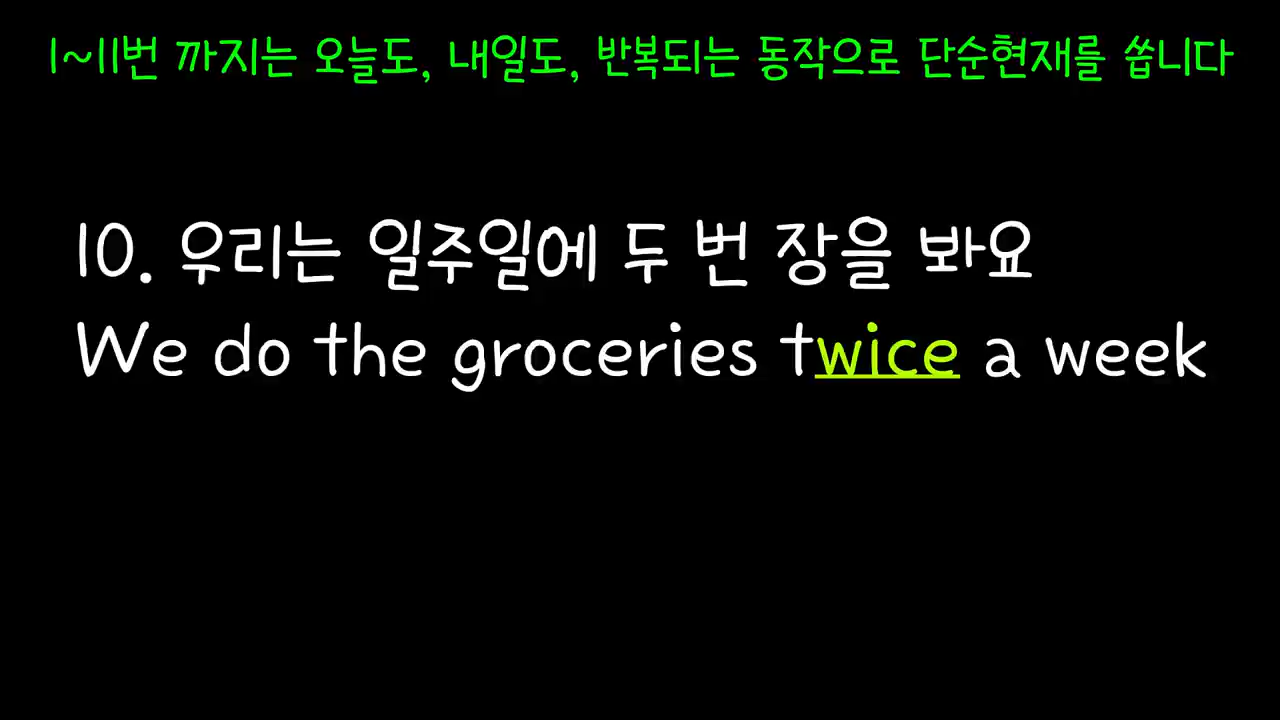 1~11번 까지는 오늘도, 내일도, 반복되는 동작으로 단순현재를 씁니다
10. 우리는 일주일에 두 번 장을 봐요
We do the groceries twice a week